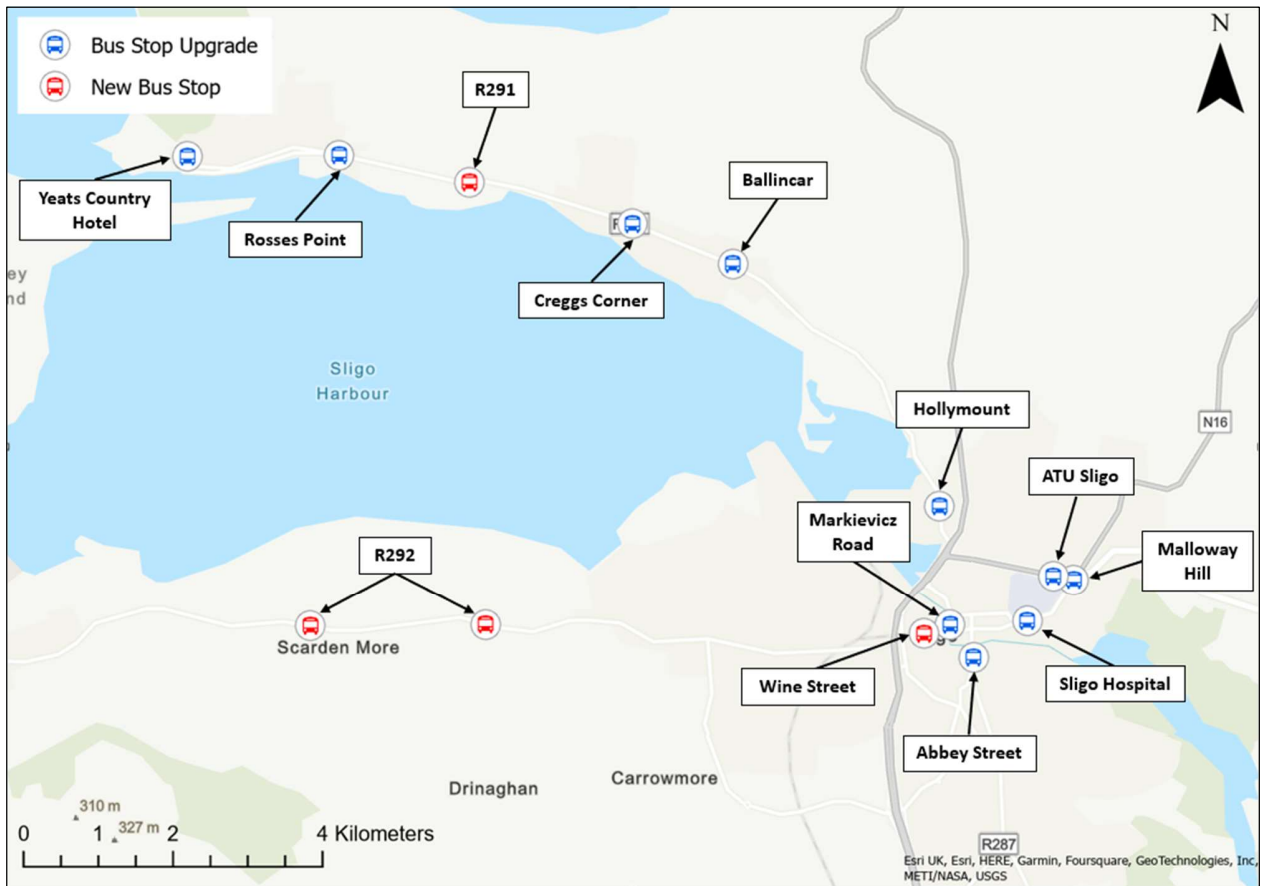 Bus Stop Upgrade
New Bus Stop
N
R291
Yeats Country
Hotel
Rosses Point
Ballincar
Creggs Corner
ey
nd
Sligo
Harbour
Hollymount
N16
ATU Sligo
Markievicz
Road
Malloway
Hill
R292
Scarden More
Wine Street
Sligo Hospital
Abbey Street
Carrowmore
Drinaghan
310 m
327 m
0 1 2 4 Kilometers
R287
Esri UK, Esri, HERE, Garmin, Foursquare, GeoTechnologies, Inc,
METI/NASA, USGS